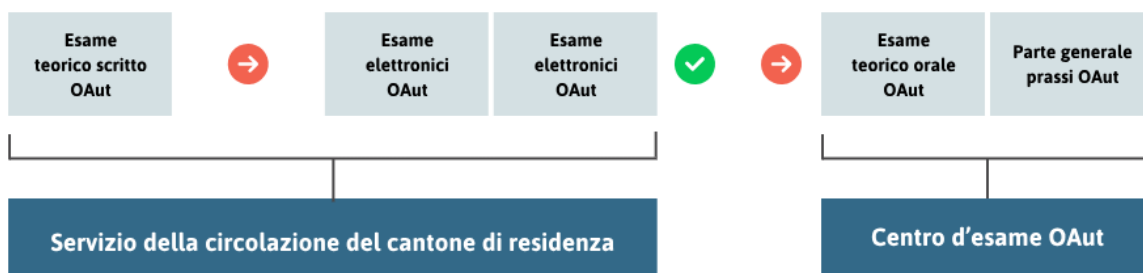 Esame
teorico scritto
OAut
Esame
elettronici
OAut
Esame
elettronici
OAut
Esame
teorico orale
OAut
Parte generale
prassi OAut
Servizio della circolazione del cantone di residenza
Centro d'esame OAut